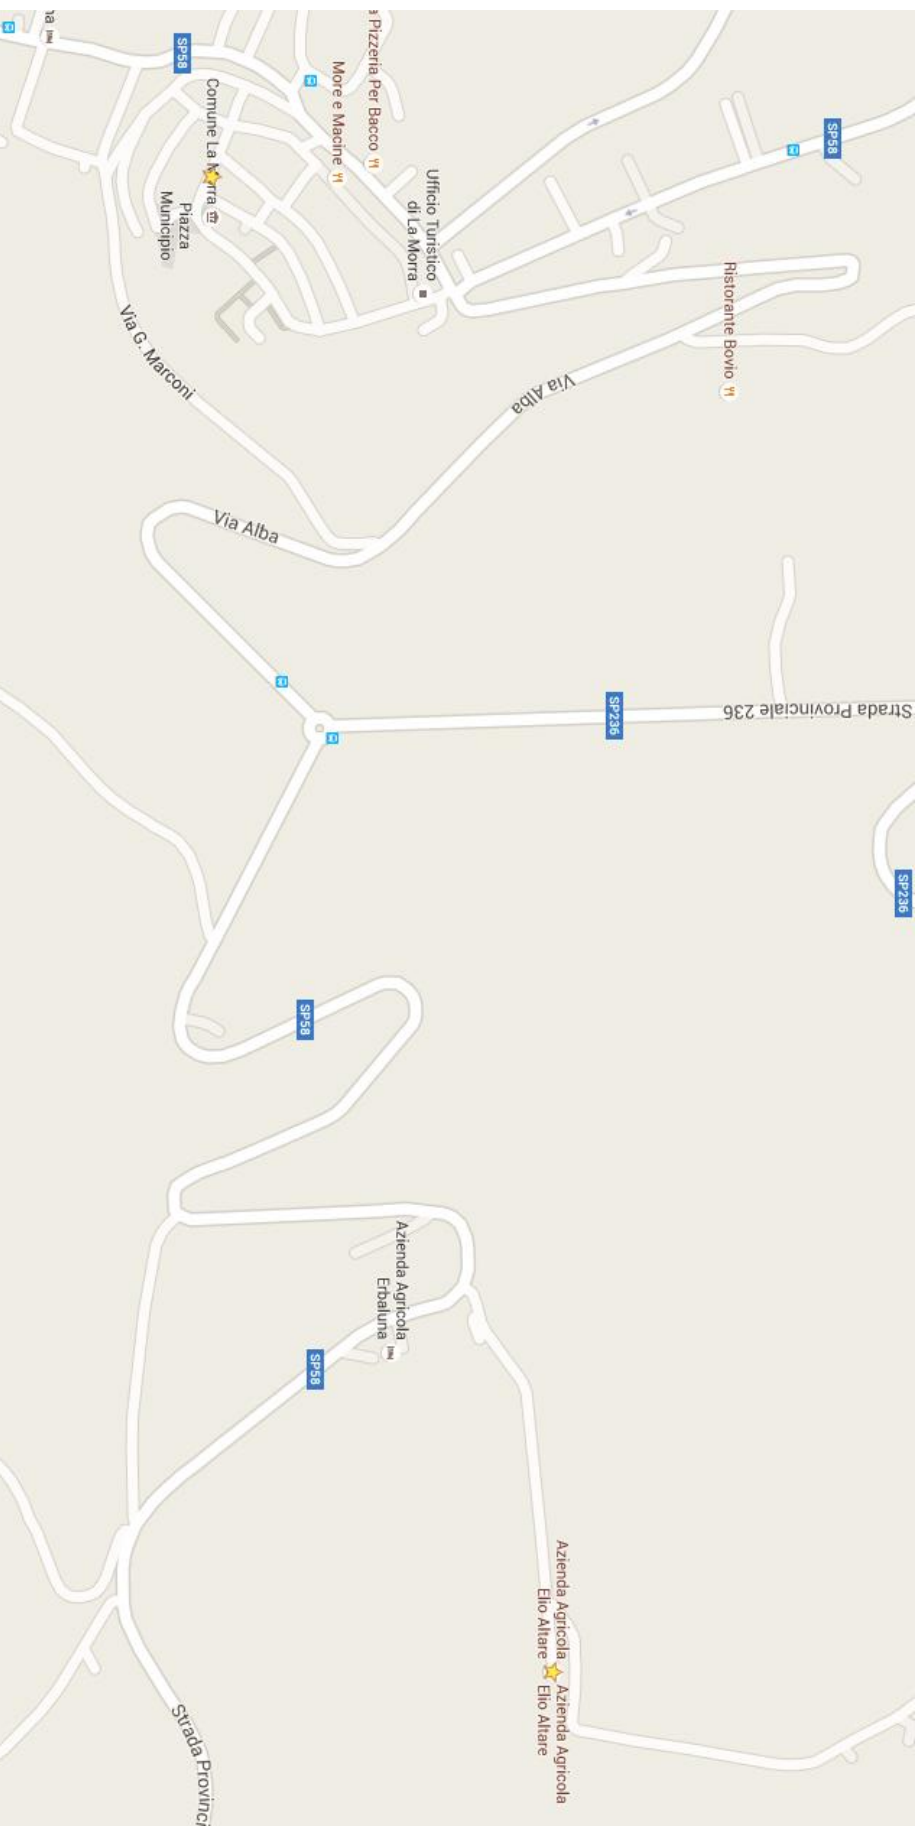 na
SP58
a Pizzeria Per Bacco
More e Macine
Comune La Morra
Piazza
Municipio
Ufficio Turistico
di La Morra
SP58
Ristorante Bovio
Via G. Marconi
Via Alba
Via Alba
SP236
Strada Provinciale 236
SP236
SP58
Azienda Agricola
Erbaluna
SP58
Azienda Agricola
Elio Altare
Azienda Agricola
Elio Altare
Strada Provinci